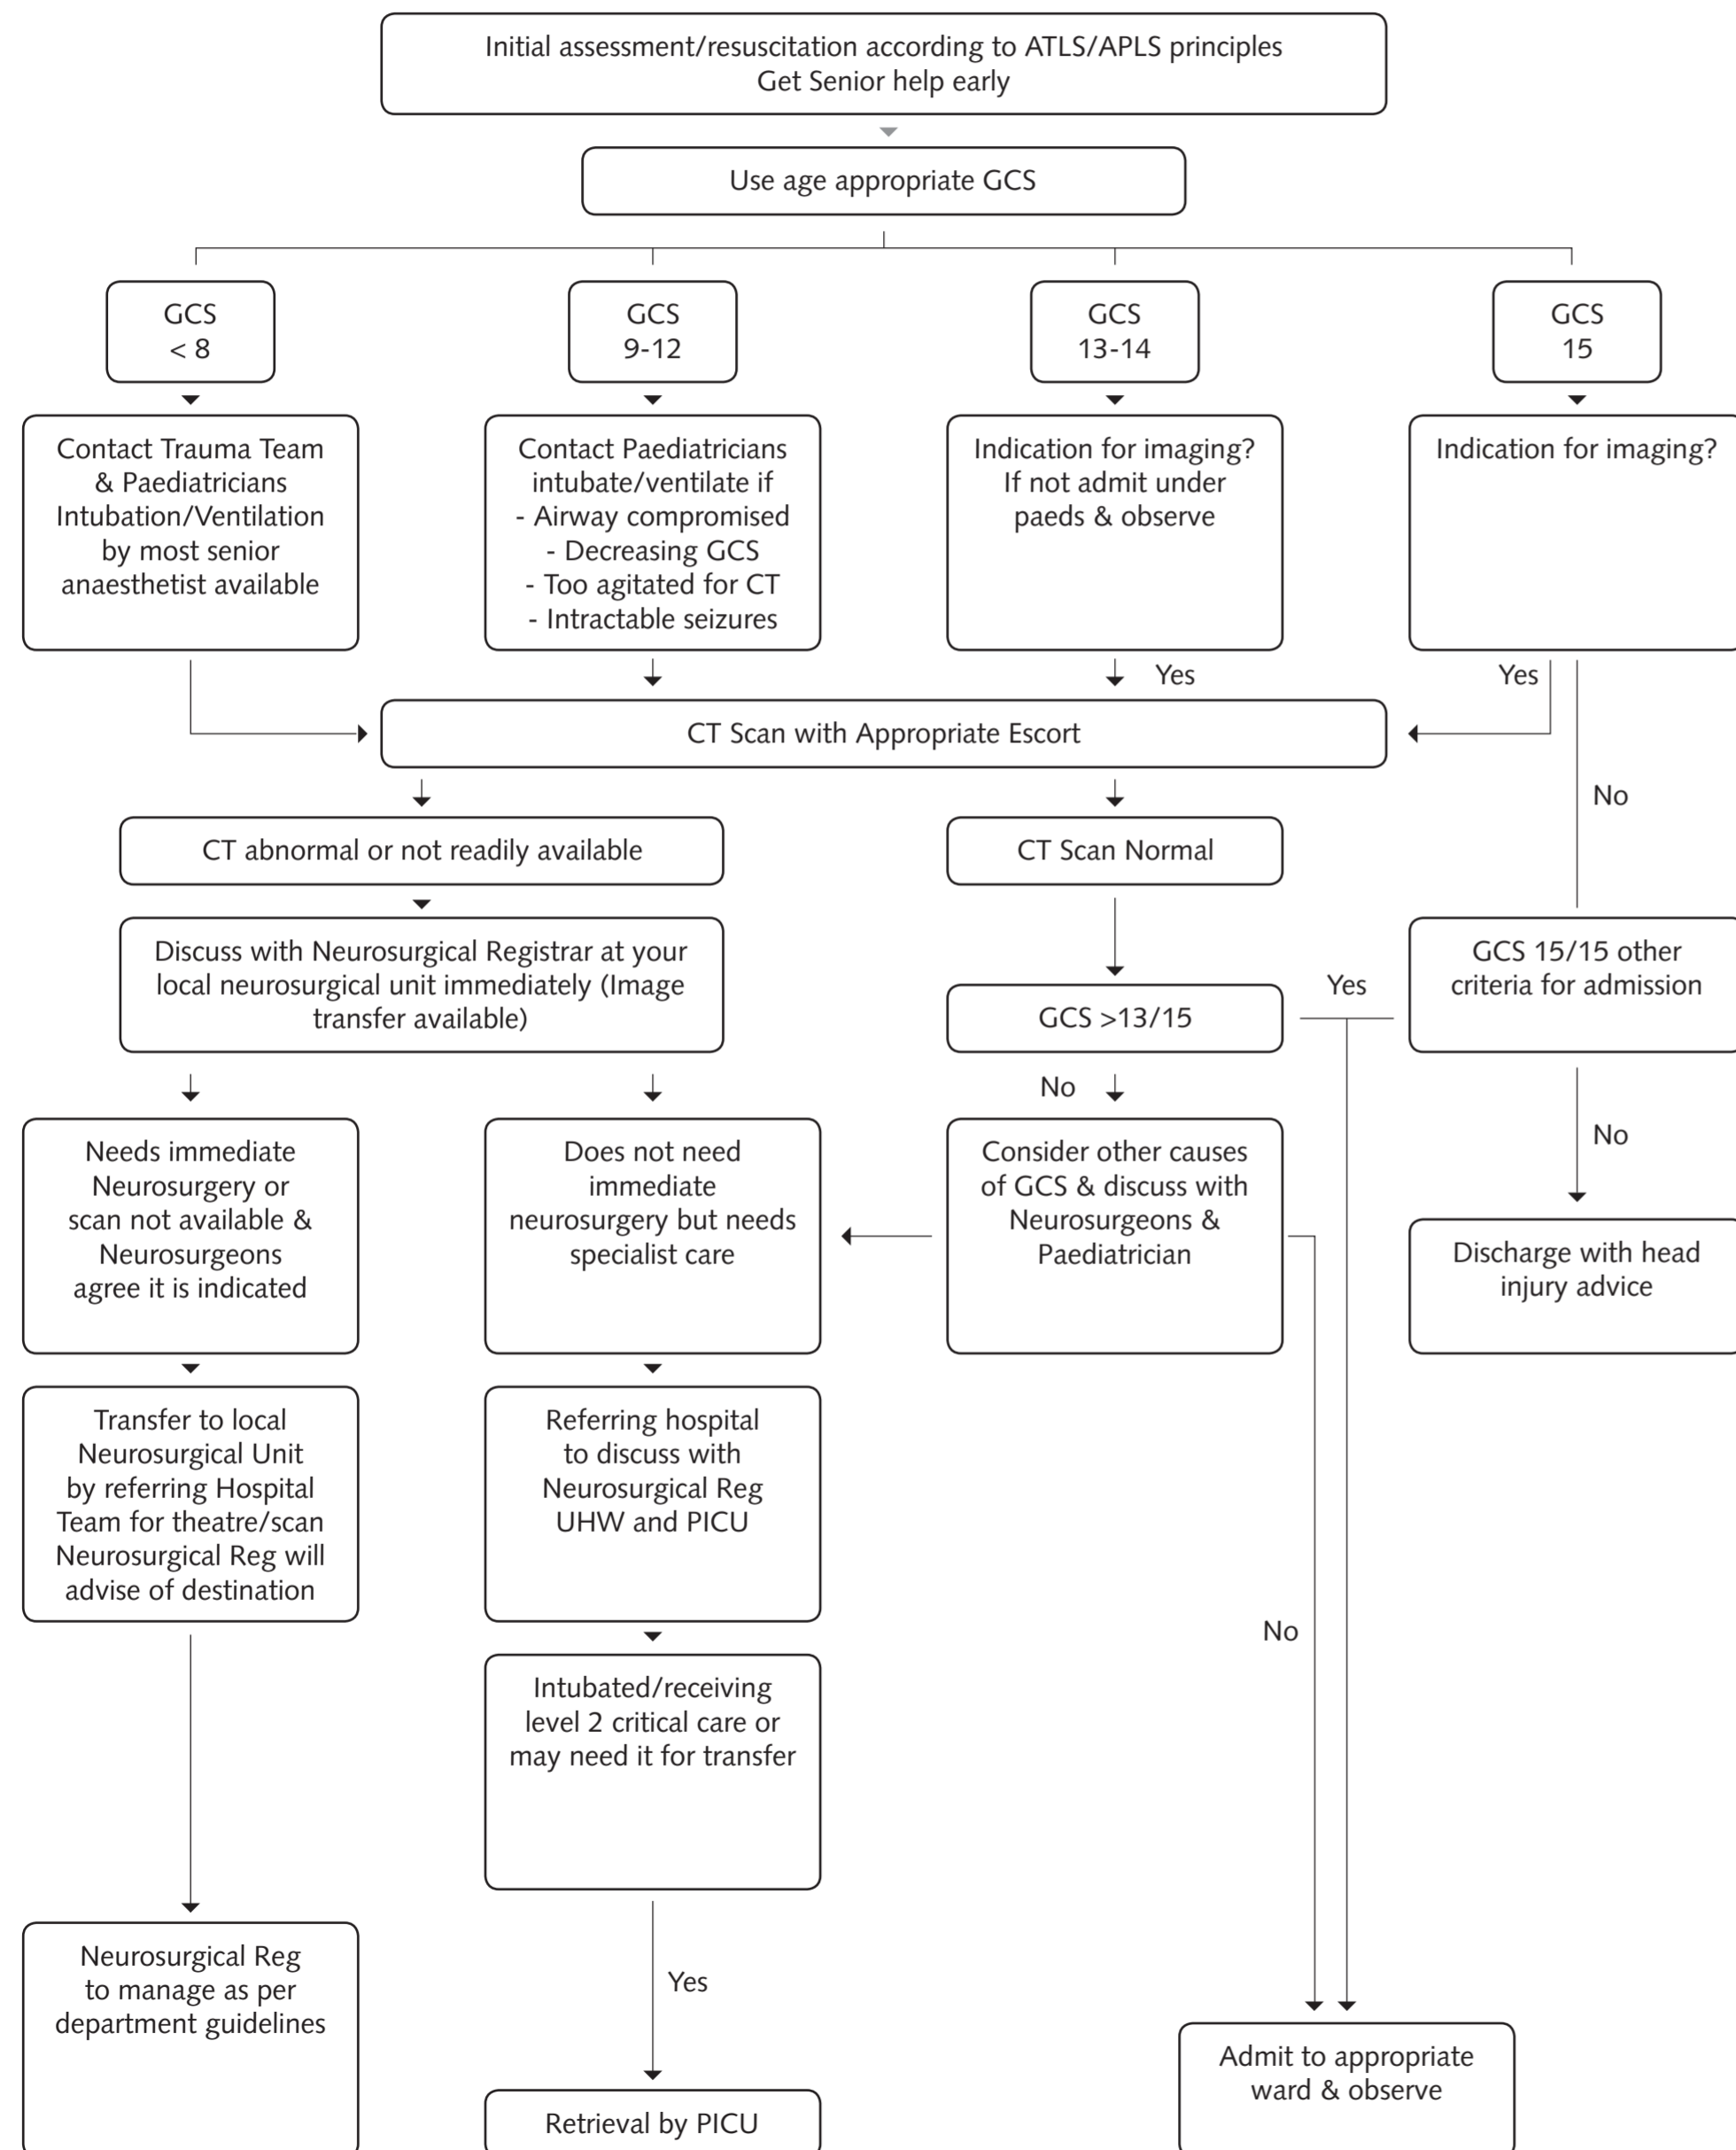 Initial assessment/resuscitation according to ATLS/APLS principles
Get Senior help early
Use age appropriate GCS
GCS
< 8
GCS
9-12
GCS
13-14
GCS
15
Contact Trauma Team
& Paediatricians
Intubation/Ventilation
by most senior
anaesthetist available
Contact Paediatricians
intubate/ventilate if
- Airway compromised
- Decreasing GCS
- Too agitated for CT
- Intractable seizures
Indication for imaging?
If not admit under
paeds & observe
Indication for imaging?
Yes
Yes
CT Scan with Appropriate Escort
No
CT abnormal or not readily available
CT Scan Normal
Discuss with Neurosurgical Registrar at your
local neurosurgical unit immediately (Image
transfer available)
GCS >13/15
Yes
GCS 15/15 other
criteria for admission
No
No
Needs immediate
Neurosurgery or
scan not available &
Neurosurgeons
agree it is indicated
Does not need
immediate
neurosurgery but needs
specialist care
Consider other causes
of GCS & discuss with
Neurosurgeons &
Paediatrician
Discharge with head
injury advice
Transfer to local
Neurosurgical Unit
by referring Hospital
Team for theatre/scan
Neurosurgical Reg will
advise of destination
Referring hospital
to discuss with
Neurosurgical Reg
UHW and PICU
No
Intubated/receiving
level 2 critical care or
may need it for transfer
Neurosurgical Reg
to manage as per
department guidelines
Yes
Retrieval by PICU
Admit to appropriate
ward & observe